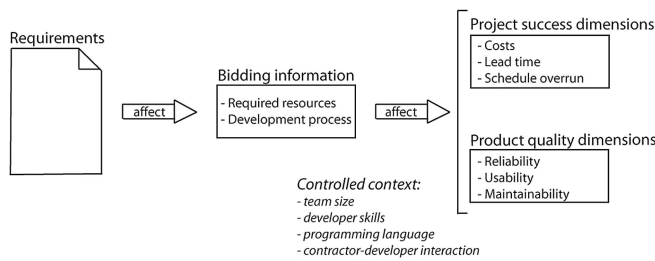 Requirements
affect
Bidding information
- Required resources
- Development process
affect
Project success dimensions
- Costs
- Lead time
- Schedule overrun
Product quality dimensions
- Reliability
- Usability
- Maintainability
Controlled context:
- team size
- developer skills
- programming language
- contractor-developer interaction